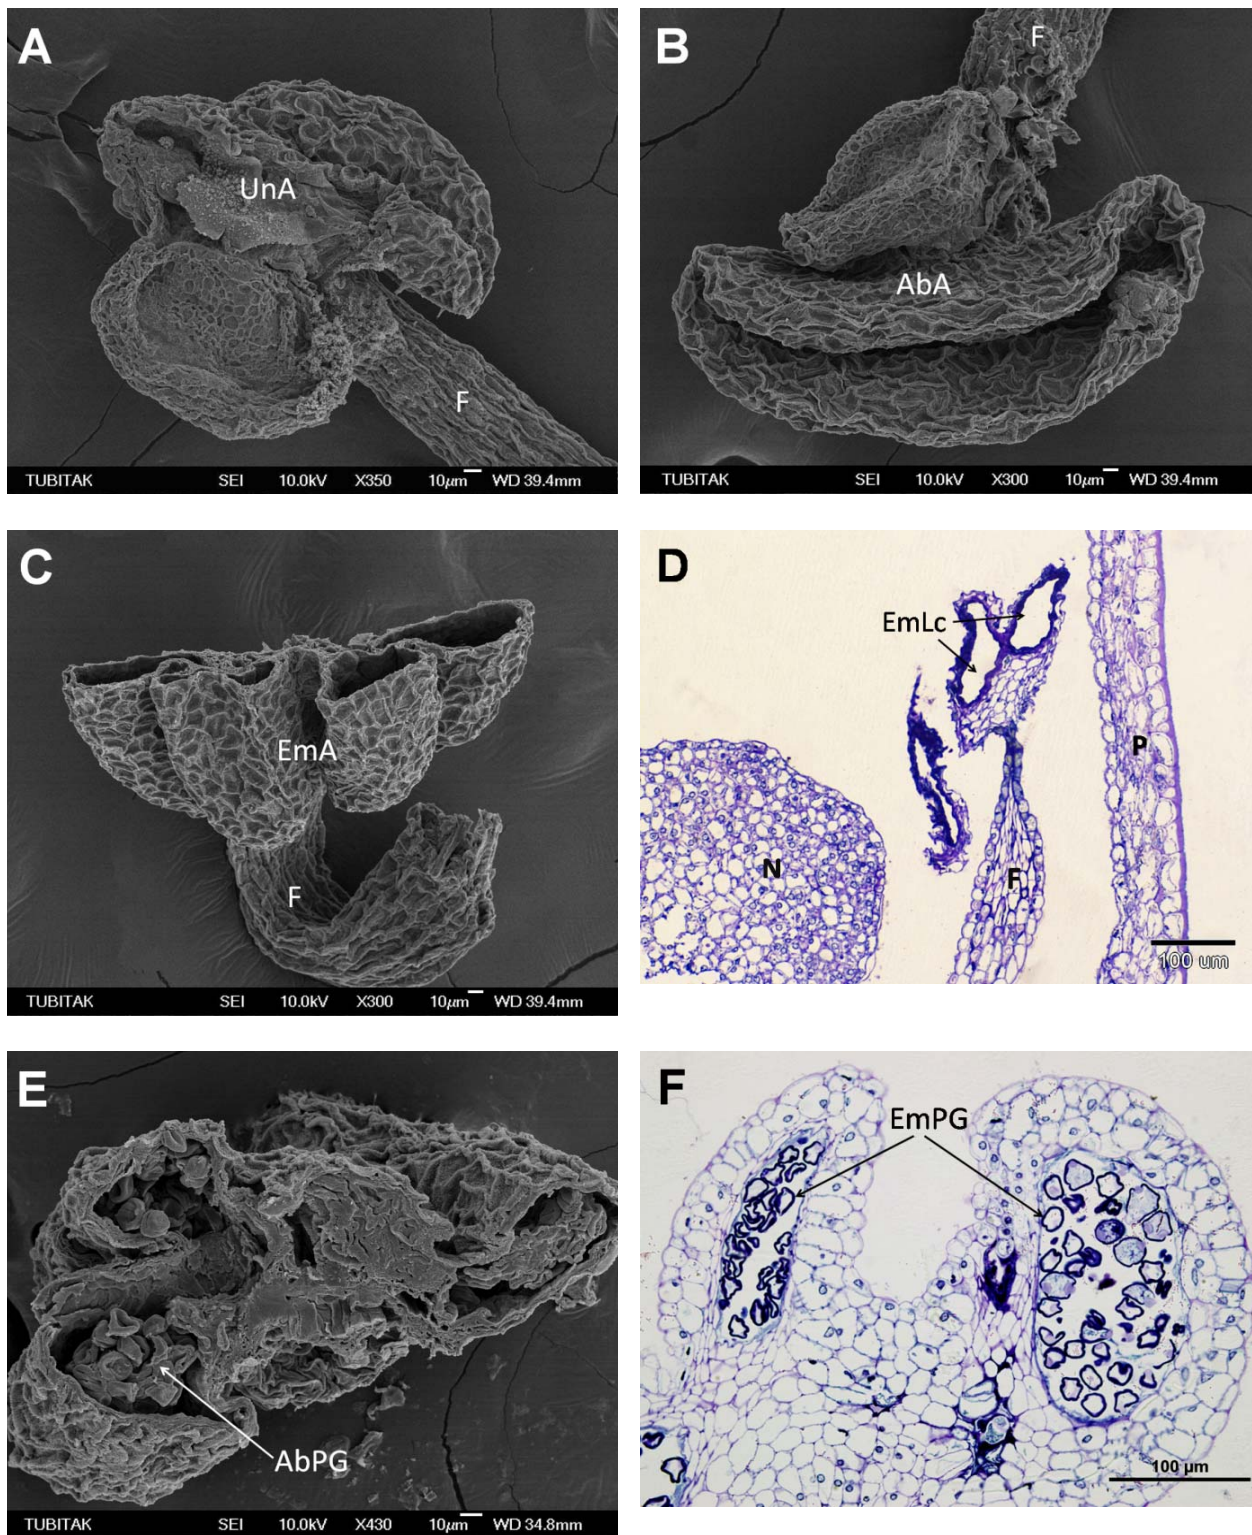 A
UnA
F
TUBITAK SEI 10.0kV X350 10μm WD 39.4mm
B
F
AbA
TUBITAK SEI 10.0kV X300 10μm WD 39.4mm
C
EmA
F
TUBITAK SEI 10.0kV X300 10μm WD 39.4mm
D
EmLc
P
N
F
100 um
E
AbPG
TUBITAK SEI 10.0kV X430 10μm WD 34.8mm
F
EmPG
100 μm